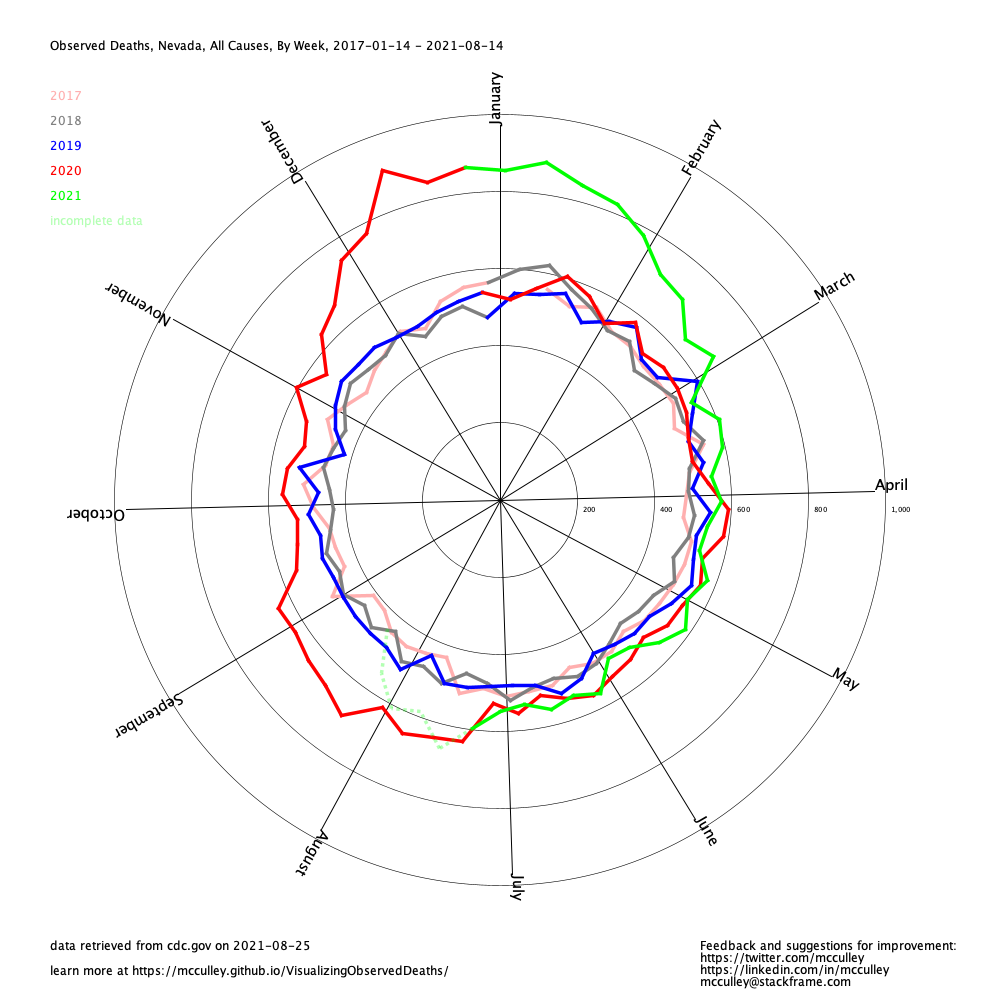 Observed Deaths, Nevada, All Causes, By Week, 2017-01-14 - 2021-08-14
2017
2018
2019
2020
2021
incomplete data
January
February
March
April
May
June
July
August
September
October
November
December
200
400
600
800
1,000
data retrieved from cdc.gov on 2021-08-25
learn more at https://mcculley.github.io/VisualizingObservedDeaths/
Feedback and suggestions for improvement:
https://twitter.com/mcculley
https://linkedin.com/in/mcculley
mcculley@stackframe.com